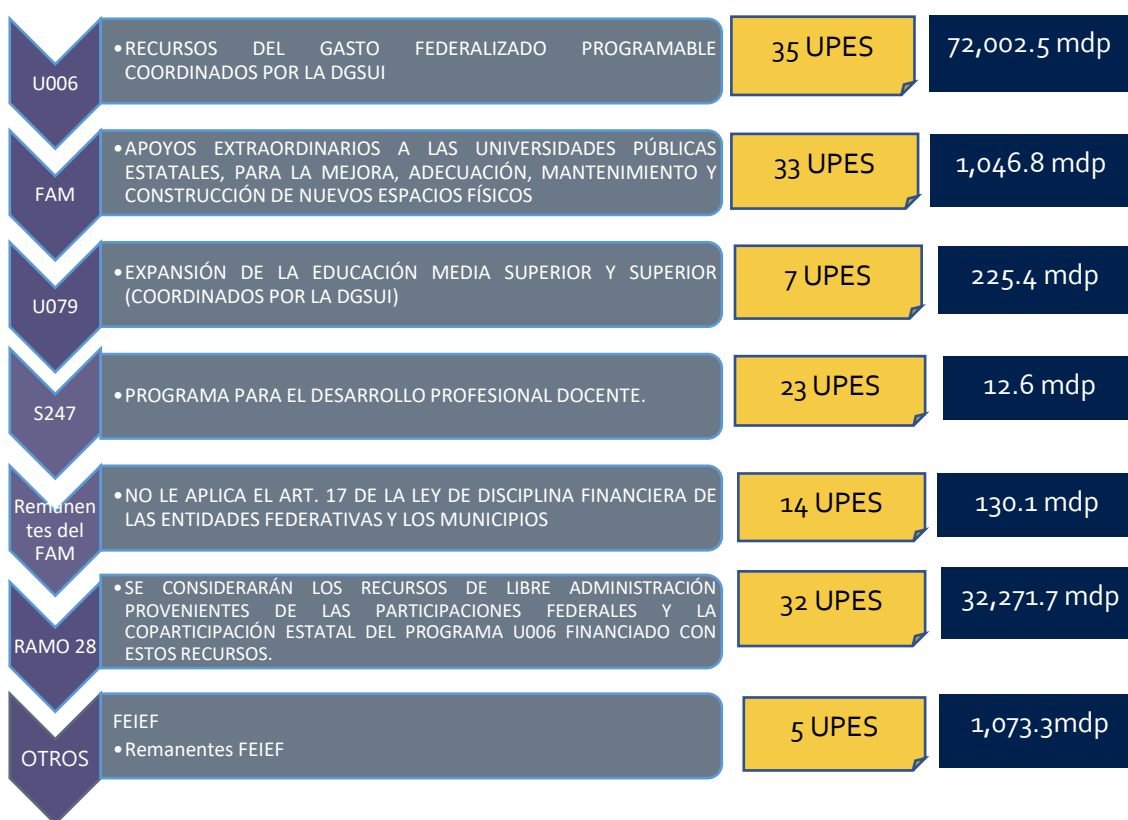 U006
•RECURSOS DEL GASTO FEDERALIZADO PROGRAMABLE
COORDINADOS POR LA DGSUI
35 UPES
72,002.5 mdp
FAM
•APOYOS EXTRAORDINARIOS A LAS UNIVERSIDADES PÚBLICAS
ESTATALES, PARA LA MEJORA, ADECUACIÓN, MANTENIMIENTO Y
CONSTRUCCIÓN DE NUEVOS ESPACIOS FÍSICOS
33 UPES
1,046.8 mdp
U079
•EXPANSIÓN DE LA EDUCACIÓN MEDIA SUPERIOR Y SUPERIOR
(COORDINADOS POR LA DGSUI)
7 UPES
225.4 mdp
S247
•PROGRAMA PARA EL DESARROLLO PROFESIONAL DOCENTE.
23 UPES
12.6 mdp
Remanen
tes del
FAM
•NO LE APLICA EL ART. 17 DE LA LEY DE DISCIPLINA FINANCIERA DE
LAS ENTIDADES FEDERATIVAS Y LOS MUNICIPIOS
14 UPES
130.1 mdp
RAMO 28
•SE CONSIDERARÁN LOS RECURSOS DE LIBRE ADMINISTRACIÓN
PROVENIENTES DE LAS PARTICIPACIONES FEDERALES Y LA
COPARTICIPACIÓN ESTATAL DEL PROGRAMA U006 FINANCIADO CON
ESTOS RECURSOS.
32 UPES
32,271.7 mdp
OTROS
FEIEF
•Remanentes FEIEF
5 UPES
1,073.3mdp